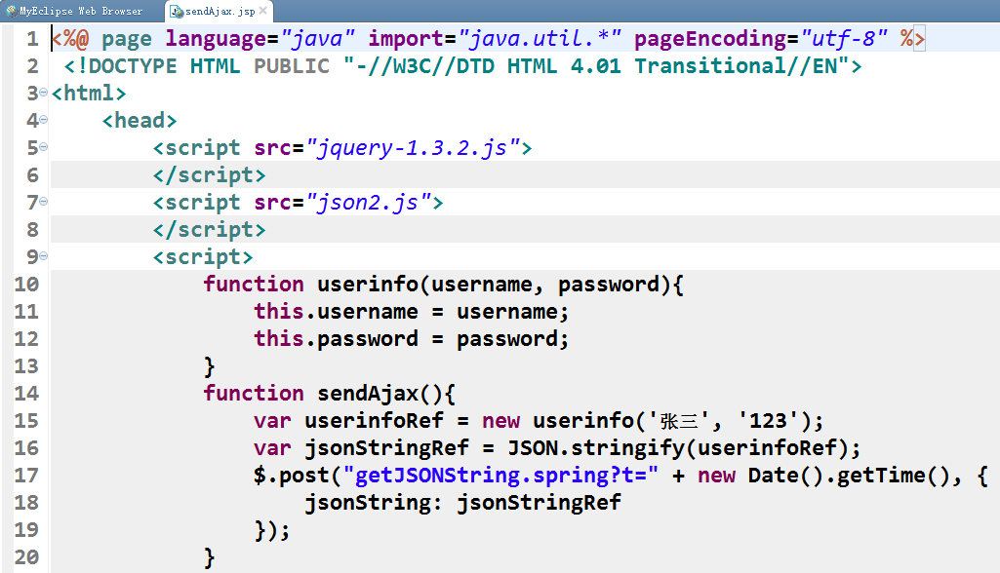 MyEclipse Web Browser sendAjax.jsp
1 <%@ page language="java" import="java.util.*" pageEncoding="utf-8" %>
2 <!DOCTYPE HTML PUBLIC "-//W3C//DTD HTML 4.01 Transitional//EN">
3 <html>
4 <head>
5 <script src="jquery-1.3.2.js">
6 </script>
7 <script src="json2.js">
8 </script>
9 <script>
10 function userinfo(username, password){
11 this.username = username;
12 this.password = password;
13 }
14 function sendAjax(){
15 var userinfoRef = new userinfo('张三', '123');
16 var jsonStringRef = JSON.stringify(userinfoRef);
17 $.post("getJSONString.spring?t=" + new Date().getTime(), {
18 jsonString: jsonStringRef
19 });
20 }